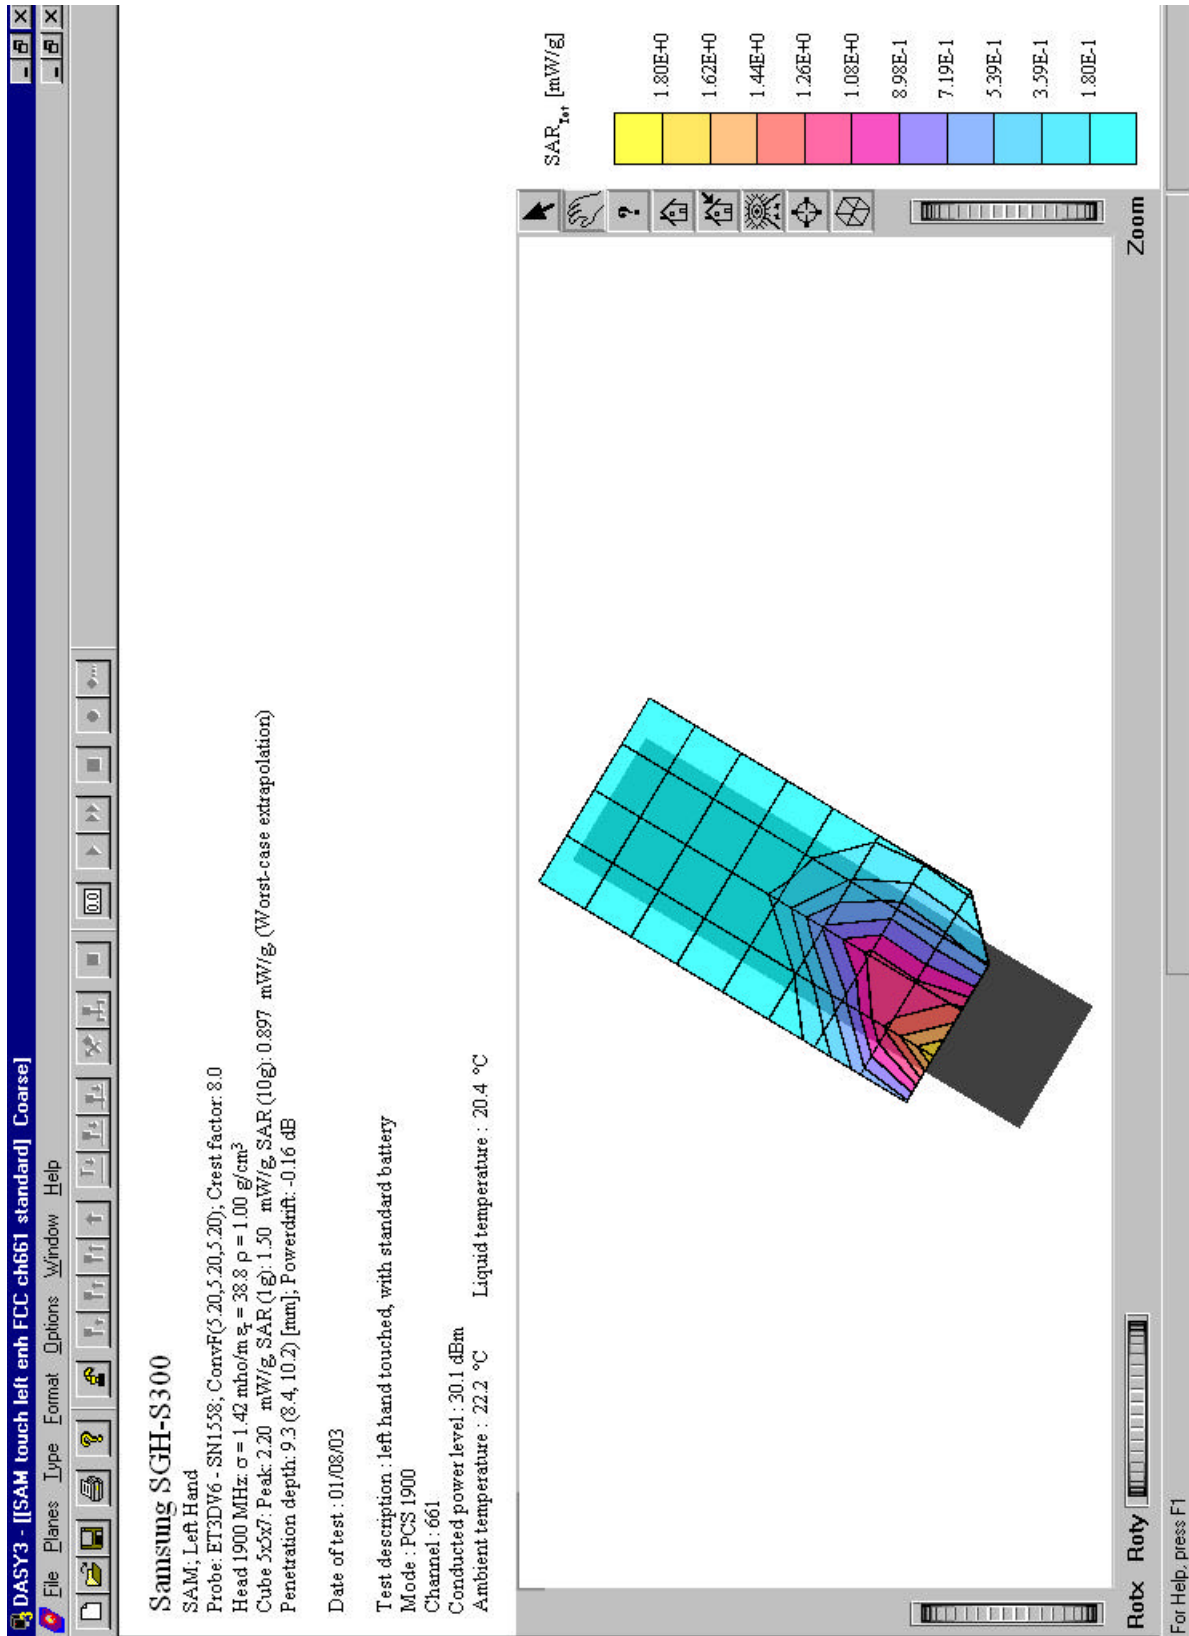 DASY3 - [[SAM touch left enh FCC ch661 standard] Coarse]
File Planes Type Format Options Window Help
0.0
Samsung SGH-S300
SAM; Left Hand
Probe: ET3DV6 - SN1558; ConvF(5.20,5.20,5.20); Crest factor: 8.0
Head 1900 MHz: σ = 1.42 mho/m εr = 38.8 ρ = 1.00 g/cm³
Cube 5x5x7: Peak: 2.20 mW/g, SAR (1g): 1.50 mW/g, SAR (10g): 0.897 mW/g, (Worst-case extrapolation)
Penetration depth: 9.3 (8.4, 10.2) [mm]; Powerdrift: -0.16 dB
Date of test : 01/08/03
Test description : left hand touched, with standard battery
Mode : PCS 1900
Channel : 661
Conducted power level : 30.1 dBm
Ambient temperature : 22.2 °C Liquid temperature : 20.4 °C
SARTot [mW/g]
1.80E+0
1.62E+0
1.44E+0
1.26E+0
1.08E+0
8.98E-1
7.19E-1
5.39E-1
3.59E-1
1.80E-1
Rotx Roty Zoom
For Help, press F1